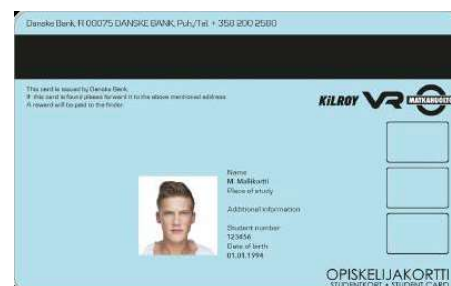 Danske Bank, FI 00075 DANSKE BANK, Puh./Tel. + 358 200 2580
This card is issued by Danske Bank.
If this card is found please forward it to the above mentioned address.
A reward will be paid to the finder.
KiLROY VR MATKAHUOLTO
Name
M. Mallikortti
Place of study
Additional information
Student number
123456
Date of birth
01.01.1994
OPISKELIJAKORTTI
STUDENTKORT • STUDENT CARD